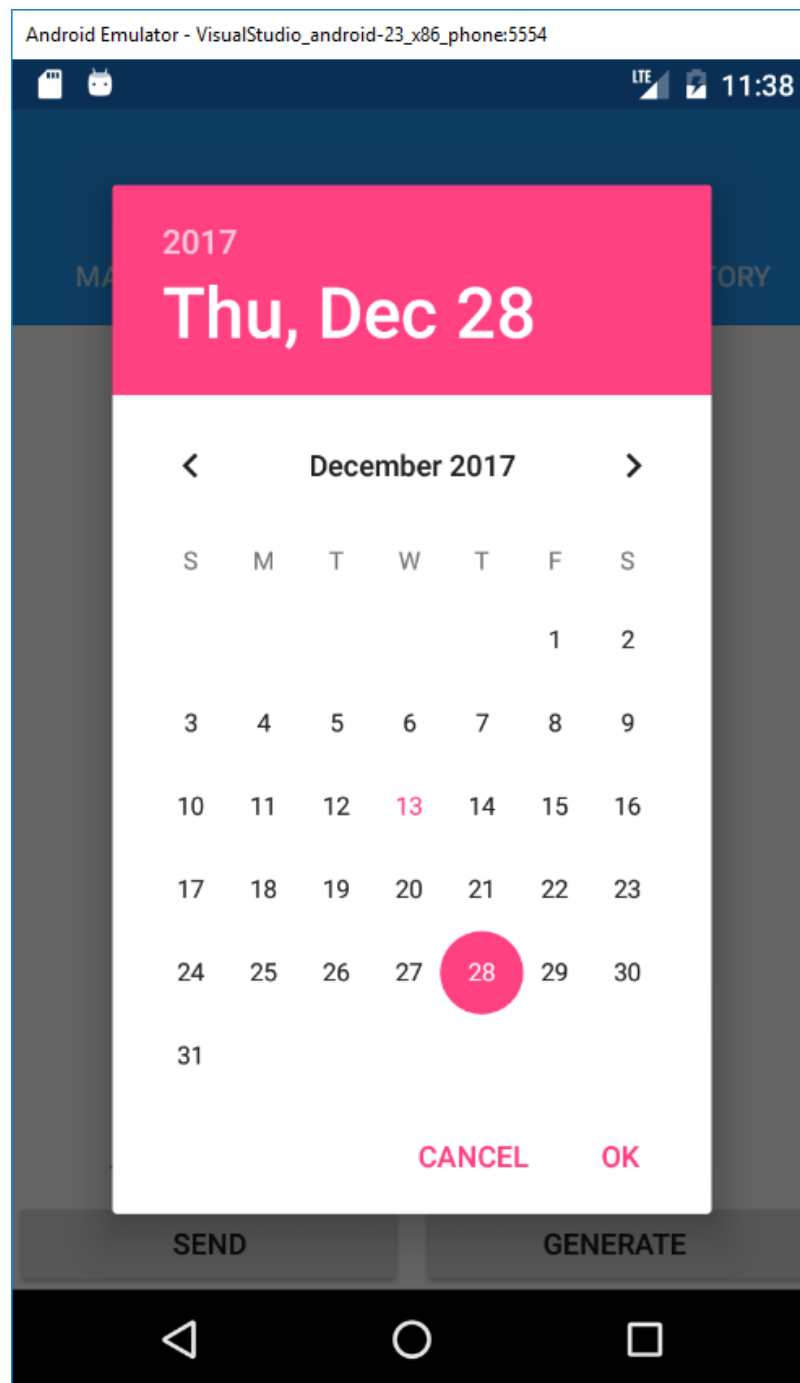 Android Emulator - VisualStudio_android-23_x86_phone:5554
LTE 11:38
2017
MA TORY
Thu, Dec 28
December 2017
S M T W T F S
1 2
3 4 5 6 7 8 9
10 11 12 13 14 15 16
17 18 19 20 21 22 23
24 25 26 27 28 29 30
31
CANCEL OK
SEND GENERATE